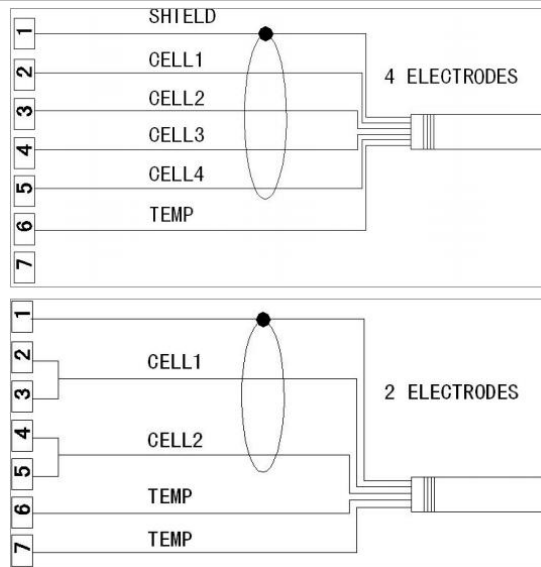 1 SHIELD
2 CELL1
4 ELECTRODES
3 CELL2
4 CELL3
5 CELL4
6 TEMP
7
1
2
CELL1
3
2 ELECTRODES
4
CELL2
5
6 TEMP
7 TEMP